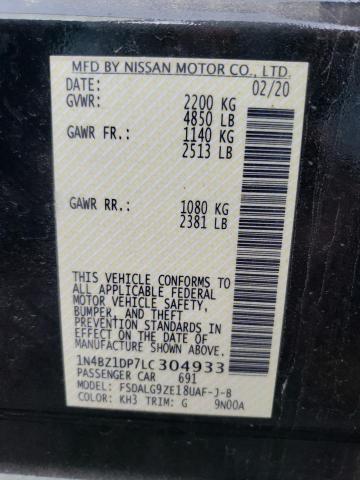 MFD BY NISSAN MOTOR CO., LTD.
DATE: 02/20
GVWR: 2200 KG
4850 LB
GAWR FR.: 1140 KG
2513 LB
GAWR RR.: 1080 KG
2381 LB
THIS VEHICLE CONFORMS TO
ALL APPLICABLE FEDERAL
MOTOR VEHICLE SAFETY,
BUMPER, AND THEFT
PREVENTION STANDARDS
IN EFFECT ON THE DATE OF
MANUFACTURE SHOWN ABOVE.
1N4BZ1DP7LC304933
PASSENGER CAR 691
MODEL: FSDALG9ZE18UAF-J-B
COLOR: KH3 TRIM: G 9N00A